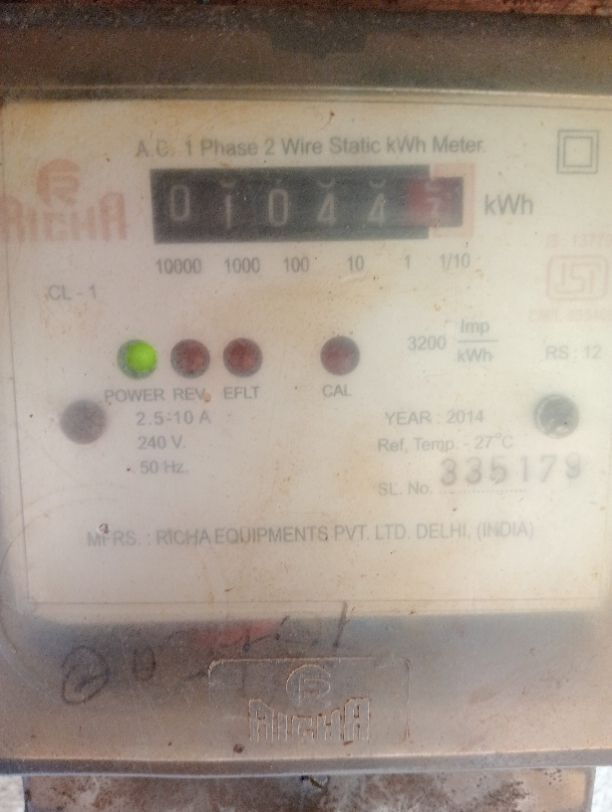 A.C. 1 Phase 2 Wire Static kWh Meter.
RICHA
0 1 0 4 4 kWh
10000 1000 100 10 1 1/10
CL - 1
ISI
3200 Imp/kWh
RS : 12
POWER REV. EFLT CAL
2.5-10 A
240 V.
50 Hz.
YEAR : 2014
Ref, Temp. - 27°C
SL. No. 335179
MFRS. : RICHA EQUIPMENTS PVT. LTD. DELHI, (INDIA)
RICHA